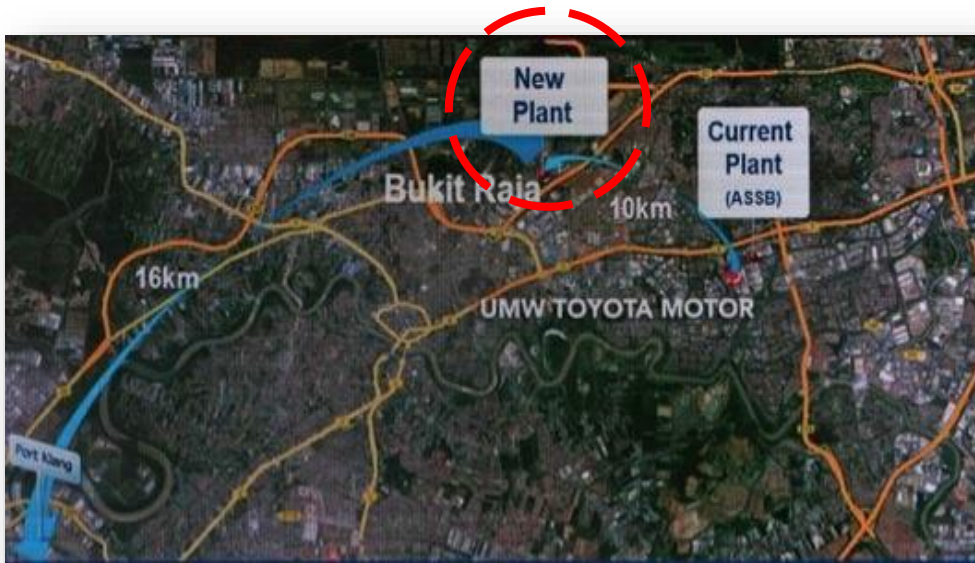 New
Plant
Current
Plant
(ASSB)
Bukit Raja
10km
16km
UMW TOYOTA MOTOR
Port Klang